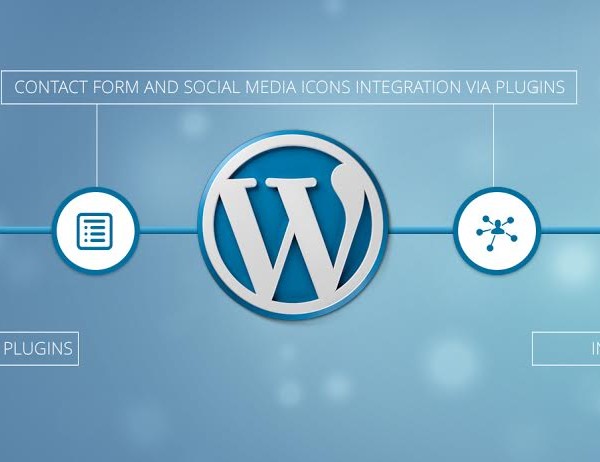 CONTACT FORM AND SOCIAL MEDIA ICONS INTEGRATION VIA PLUGINS
W
PLUGINS